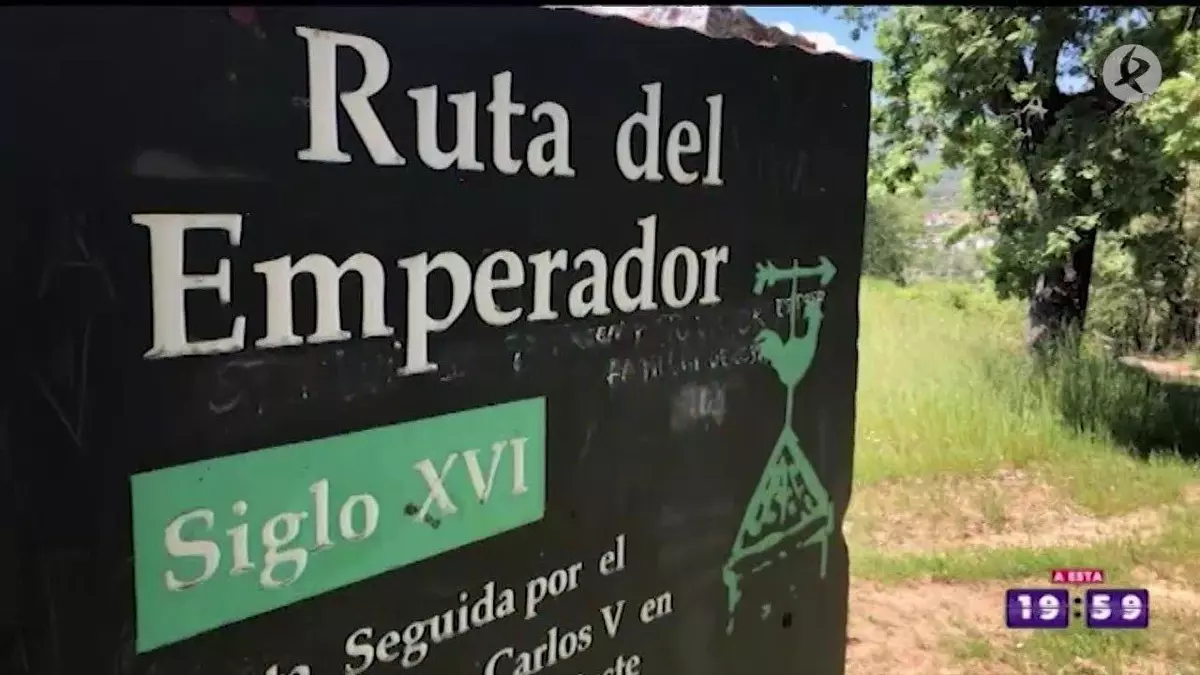 Ruta del
Emperador
Siglo XVI
Seguida por el
Carlos V en
A ESTA
19:59